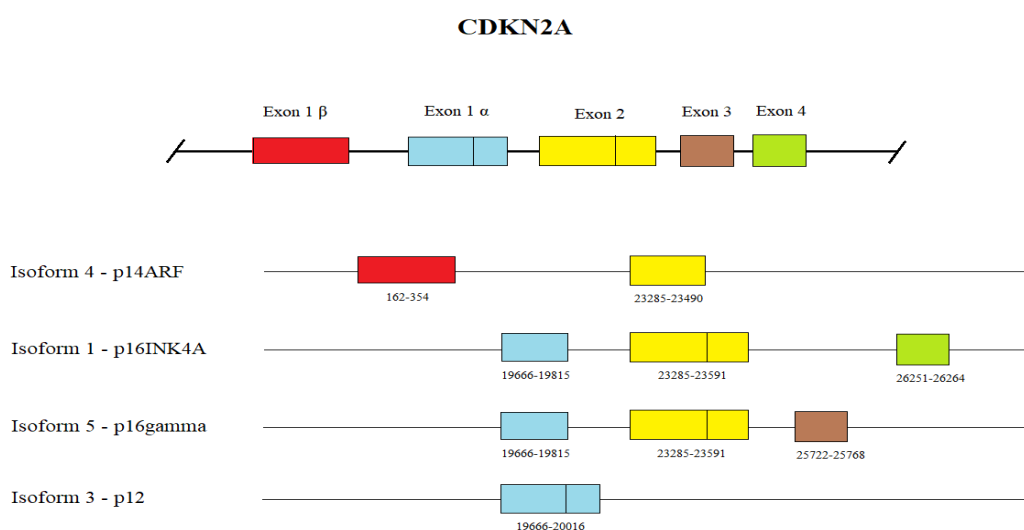 CDKN2A
Exon 1 β Exon 1 α Exon 2 Exon 3 Exon 4
Isoform 4 - p14ARF
162-354 23285-23490
Isoform 1 - p16INK4A
19666-19815 23285-23591 26251-26264
Isoform 5 - p16gamma
19666-19815 23285-23591 25722-25768
Isoform 3 - p12
19666-20016